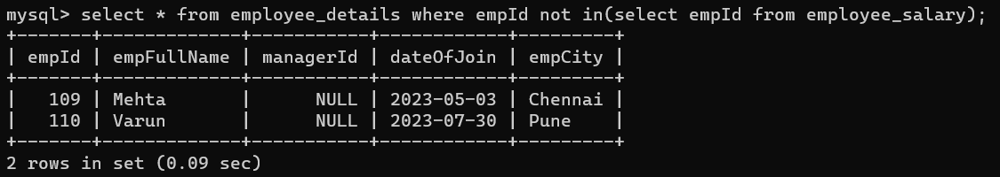 mysql> select * from employee_details where empId not in(select empId from employee_salary);
+-------+-------------+-----------+------------+---------+
| empId | empFullName | managerId | dateOfJoin | empCity |
+-------+-------------+-----------+------------+---------+
|   109 | Mehta       |      NULL | 2023-05-03 | Chennai |
|   110 | Varun       |      NULL | 2023-07-30 | Pune    |
+-------+-------------+-----------+------------+---------+
2 rows in set (0.09 sec)